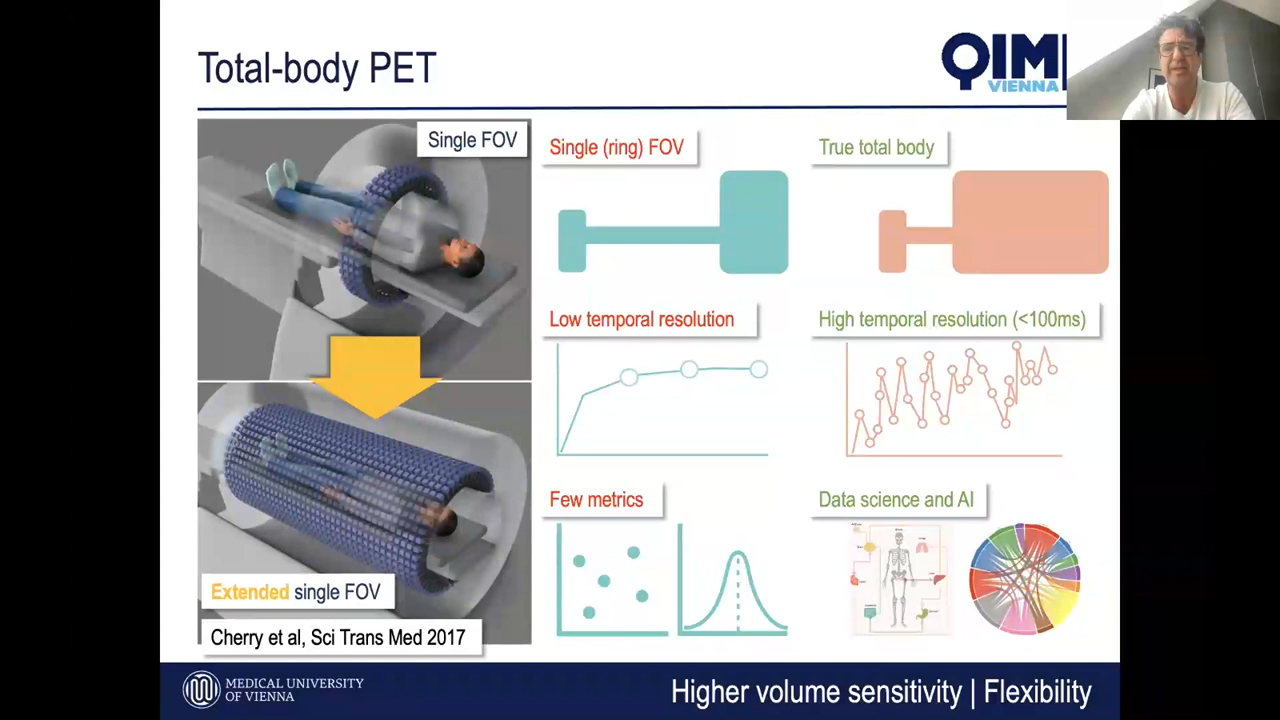 Total-body PET
QIM
VIENNA
Single FOV
Extended single FOV
Cherry et al, Sci Trans Med 2017
Single (ring) FOV
True total body
Low temporal resolution
High temporal resolution (<100ms)
Few metrics
Data science and AI
MEDICAL UNIVERSITY
OF VIENNA
Higher volume sensitivity | Flexibility